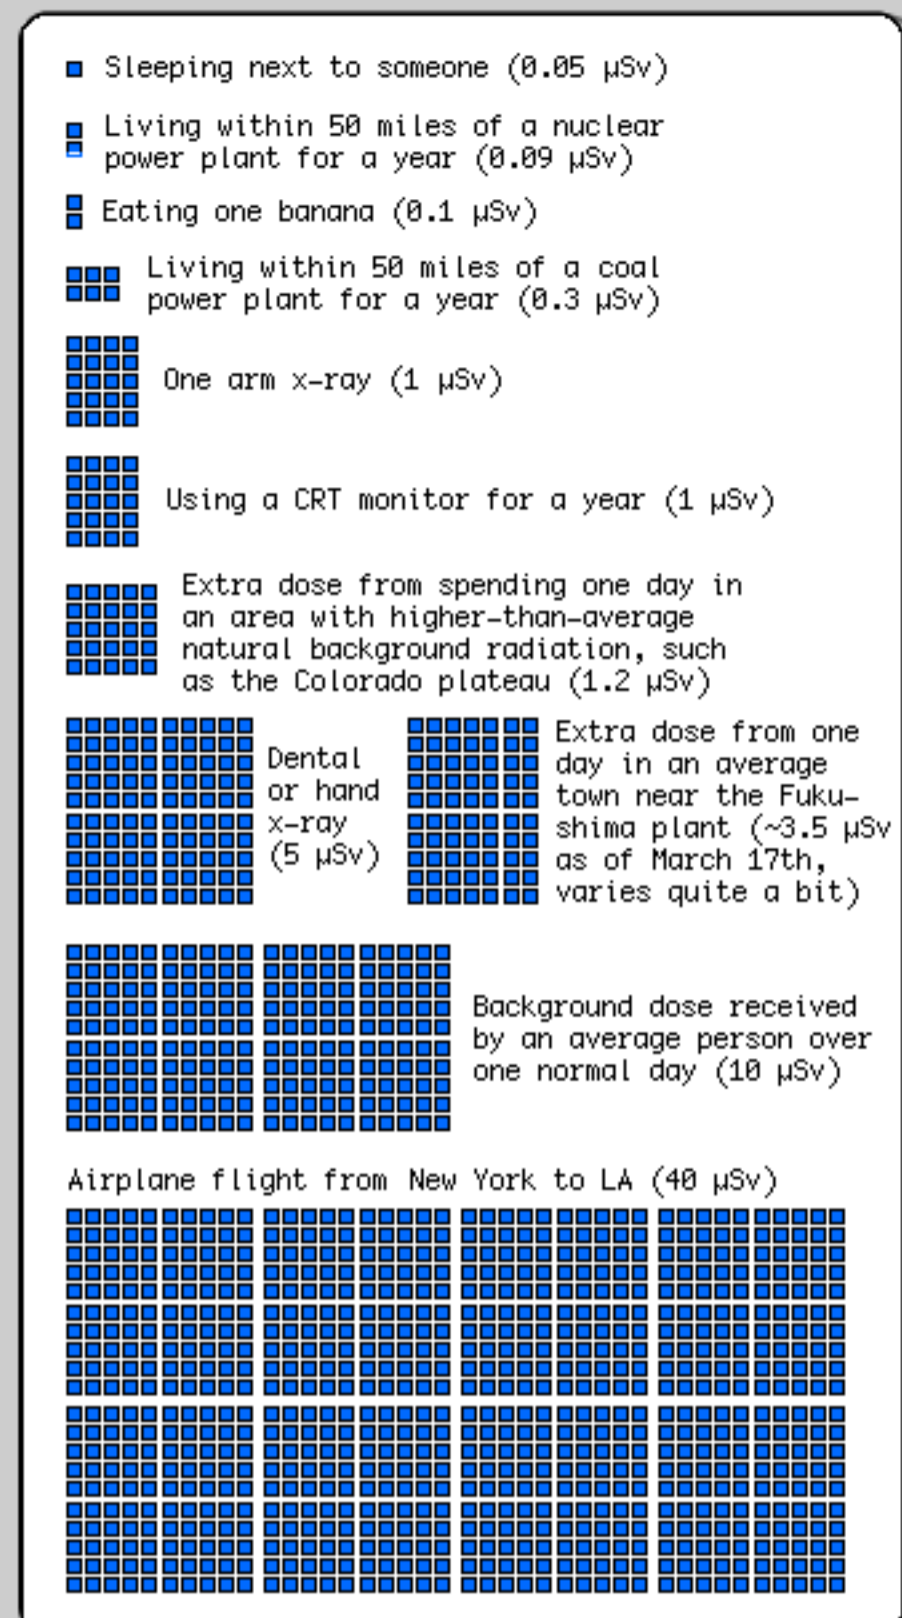 Sleeping next to someone (0.05 µSv)
Living within 50 miles of a nuclear
power plant for a year (0.09 µSv)
Eating one banana (0.1 µSv)
Living within 50 miles of a coal
power plant for a year (0.3 µSv)
One arm x-ray (1 µSv)
Using a CRT monitor for a year (1 µSv)
Extra dose from spending one day in
an area with higher-than-average
natural background radiation, such
as the Colorado plateau (1.2 µSv)
Dental
or hand
x-ray
(5 µSv)
Extra dose from one
day in an average
town near the Fuku-
shima plant (~3.5 µSv
as of March 17th,
varies quite a bit)
Background dose received
by an average person over
one normal day (10 µSv)
Airplane flight from New York to LA (40 µSv)